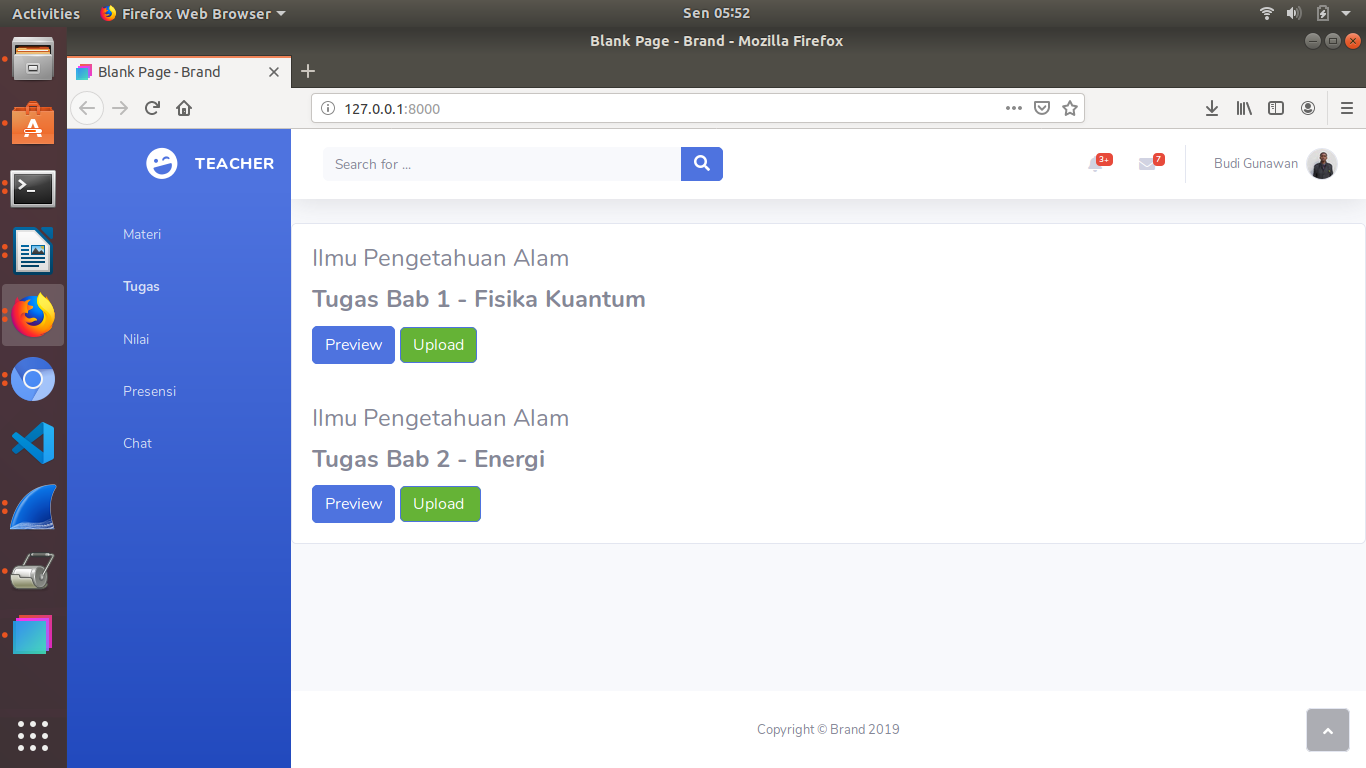 Activities
Firefox Web Browser
Sen 05:52
Blank Page - Brand - Mozilla Firefox
Blank Page - Brand
127.0.0.1:8000
TEACHER
Search for ...
3+
7
Budi Gunawan
Materi
Tugas
Nilai
Presensi
Chat
Ilmu Pengetahuan Alam
Tugas Bab 1 - Fisika Kuantum
Preview Upload
Ilmu Pengetahuan Alam
Tugas Bab 2 - Energi
Preview Upload
Copyright © Brand 2019